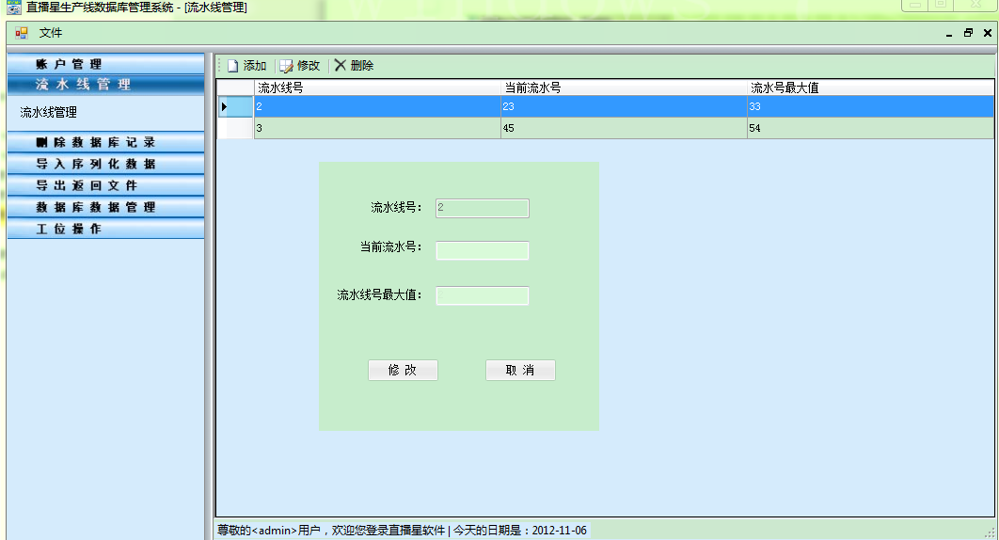 直播星生产线数据库管理系统 - [流水线管理]
文件
账户管理
流水线管理
流水线管理
删除数据库记录
导入序列化数据
导出返回文件
数据库数据管理
工位操作
添加 修改 删除
流水线号 当前流水号 流水号最大值
2 23 33
3 45 54
流水线号： 2
当前流水号：
流水线号最大值：
修 改 取 消
尊敬的<admin>用户，欢迎您登录直播星软件 | 今天的日期是：2012-11-06